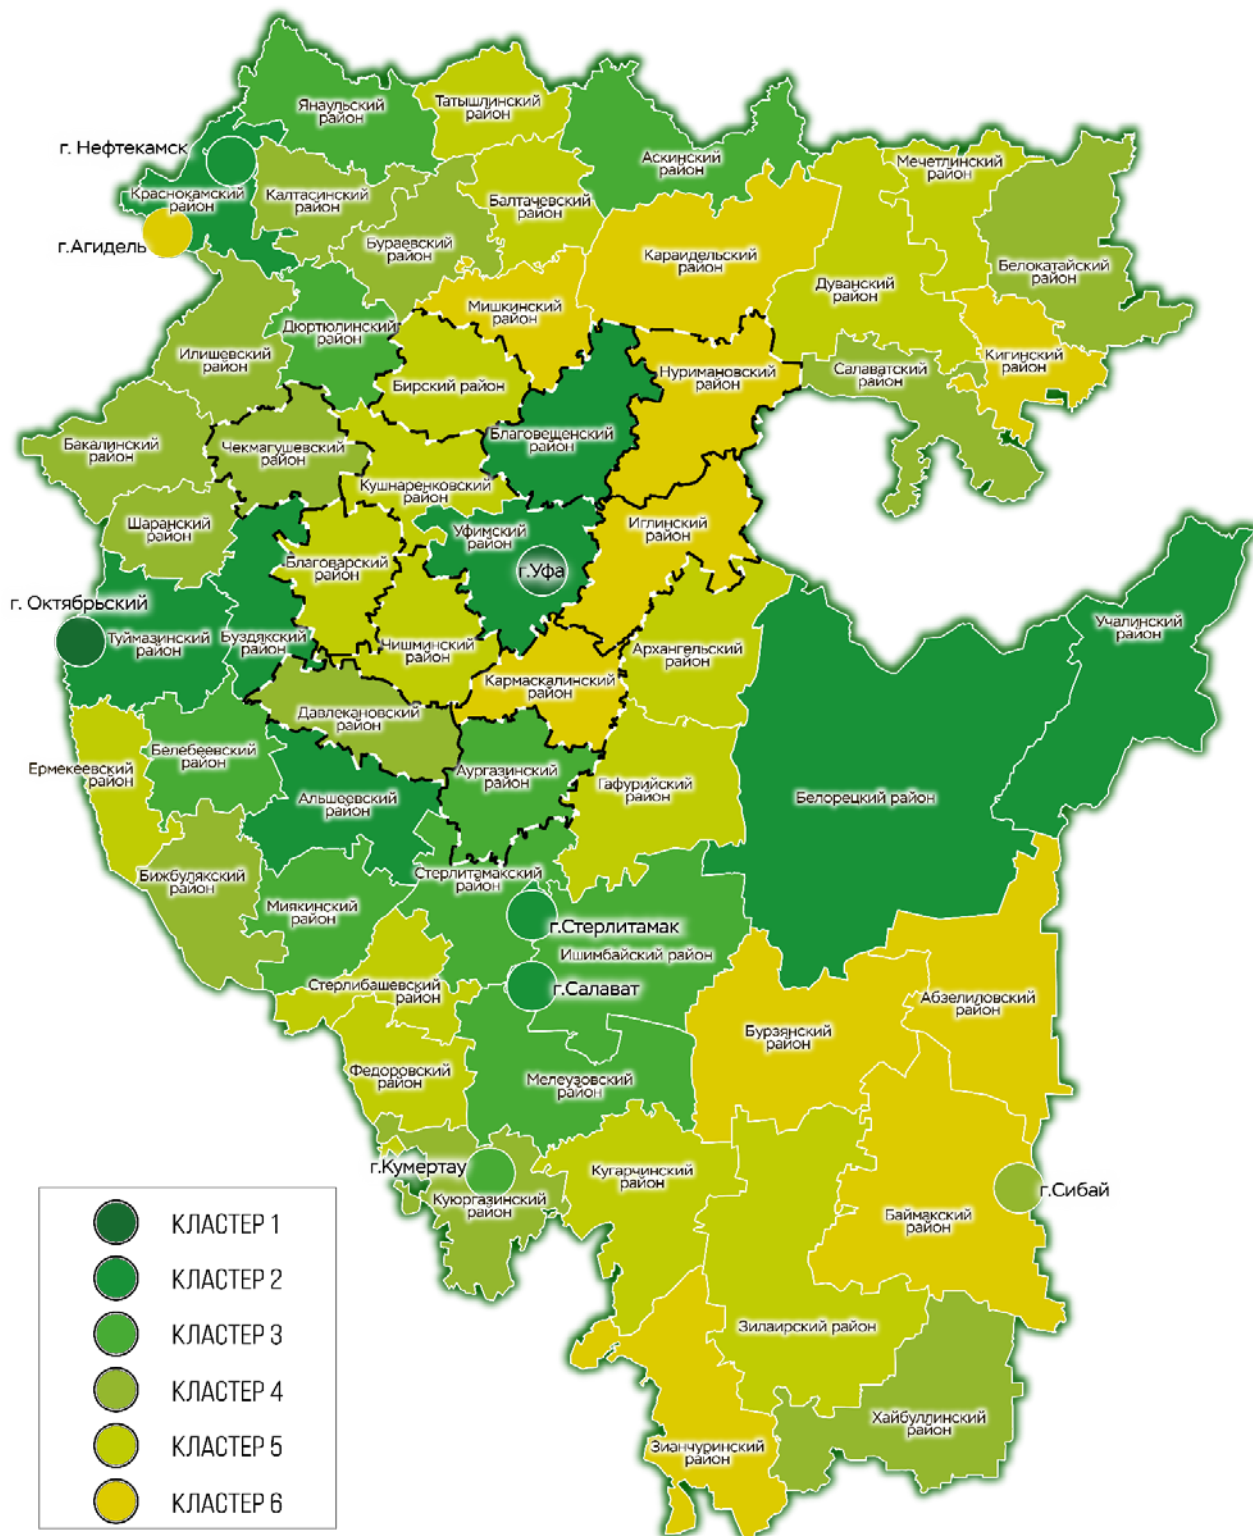 Янаульский
район
Татышлинский
район
г. Нефтекамск
Аскинский
район
Мечетлинский
район
Краснокамский
район
Калтасинский
район
Балтачевский
район
г.Агидель
Бураевский
район
Караидельский
район
Белокатайский
район
Дуванский
район
Мишкинский
район
Дюртюлинский
район
Илишевский
район
Кигинский
район
Салаватский
район
Нуримановский
район
Бирский район
Благовещенский
район
Бакалинский
район
Чекмагушевский
район
Кушнаренковский
район
Шаранский
район
Уфимский
район
Иглинский
район
Благоварский
район
г.Уфа
г. Октябрьский
Туймазинский
район
Буздякский
район
Чишминский
район
Архангельский
район
Учалинский
район
Кармаскалинский
район
Давлекановский
район
Белебеевский
район
Ермекеевский
район
Аургазинский
район
Гафурийский
район
Альшеевский
район
Белорецкий район
Бижбулякский
район
Стерлитамакский
район
Миякинский
район
г.Стерлитамак
Ишимбайский район
Стерлибашевский
район
г.Салават
Абзелиловский
район
Бурзянский
район
Федоровский
район
Мелеузовский
район
г.Кумертау
Куюргазинский
район
Кугарчинский
район
г.Сибай
Баймакский
район
Зилаирский район
Хайбуллинский
район
Зианчуринский
район
КЛАСТЕР 1
КЛАСТЕР 2
КЛАСТЕР 3
КЛАСТЕР 4
КЛАСТЕР 5
КЛАСТЕР 6